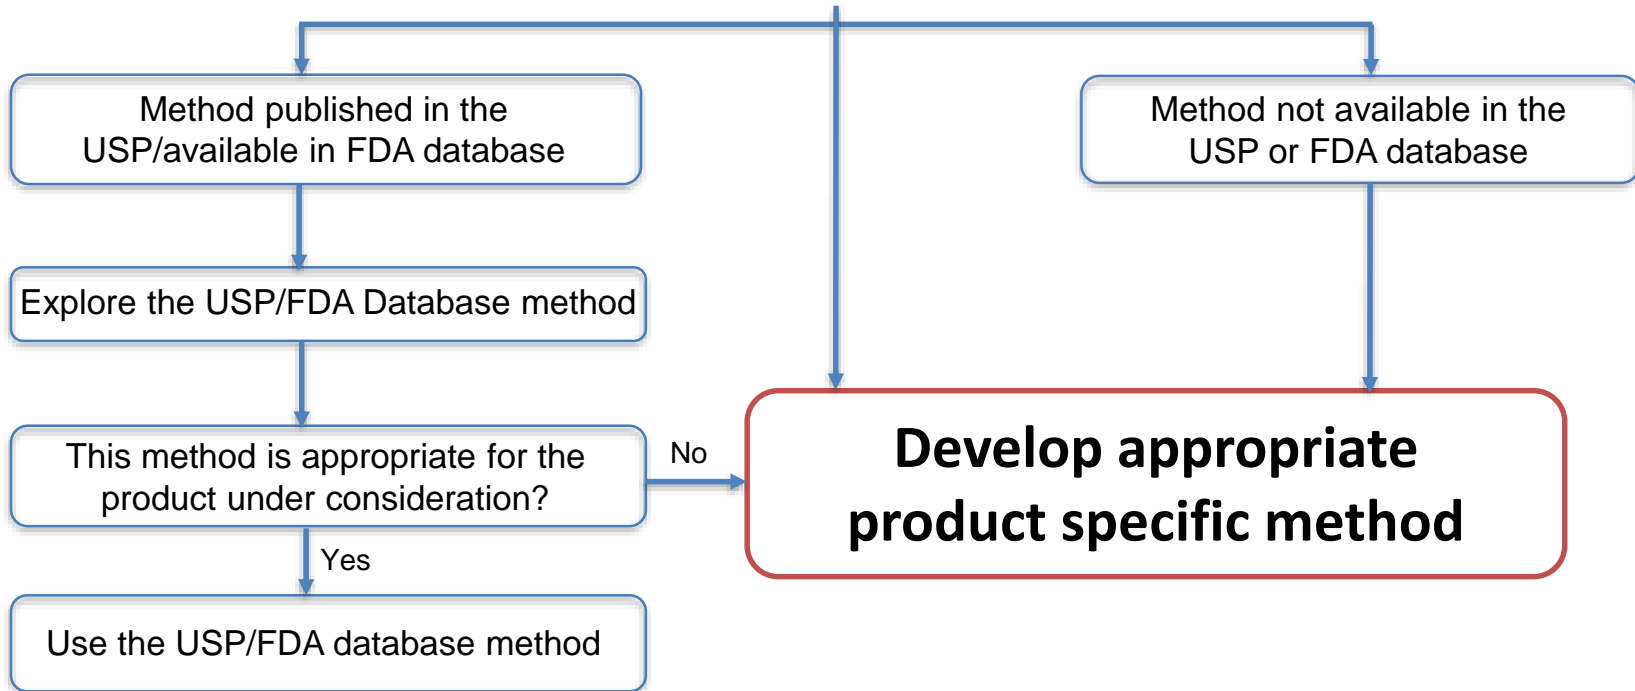 Method published in the
USP/available in FDA database
Method not available in the
USP or FDA database
Explore the USP/FDA Database method
This method is appropriate for the
product under consideration?
No
Develop appropriate
product specific method
Yes
Use the USP/FDA database method